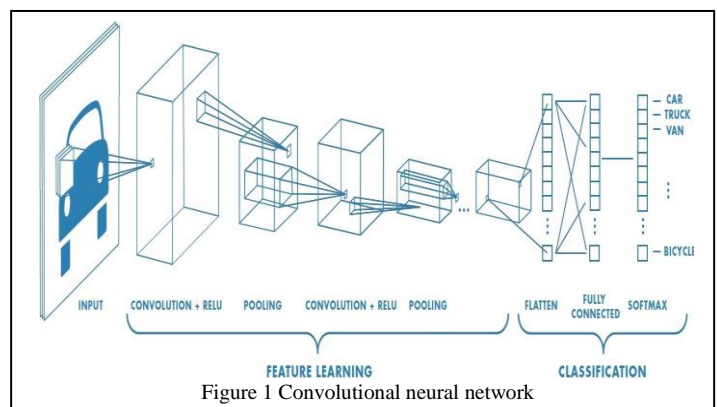 CAR
TRUCK
VAN
BICYCLE
INPUT CONVOLUTION + RELU POOLING CONVOLUTION + RELU POOLING FLATTEN FULLY CONNECTED SOFTMAX
FEATURE LEARNING CLASSIFICATION
Figure 1 Convolutional neural network